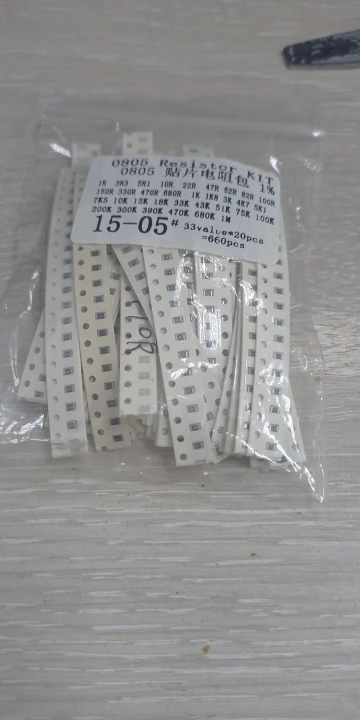 0805 Resistor KIT
0805 贴片电阻包 1%
1R 3R3 5R1 10R 22R 47R 52R 82R 100R
150R 330R 470R 680R 1K 1K8 3K 4K7 5K1
7K5 10K 12K 18K 33K 43K 51K 75K 100K
200K 300K 390K 470K 680K 1M
15-05# 33value*20pcs
=660pcs